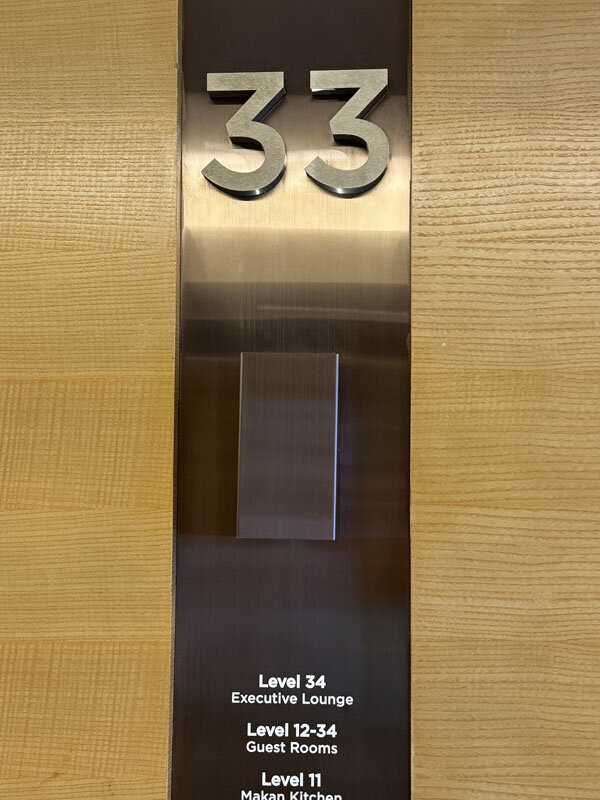 33
Level 34
Executive Lounge
Level 12-34
Guest Rooms
Level 11
Makan Kitchen